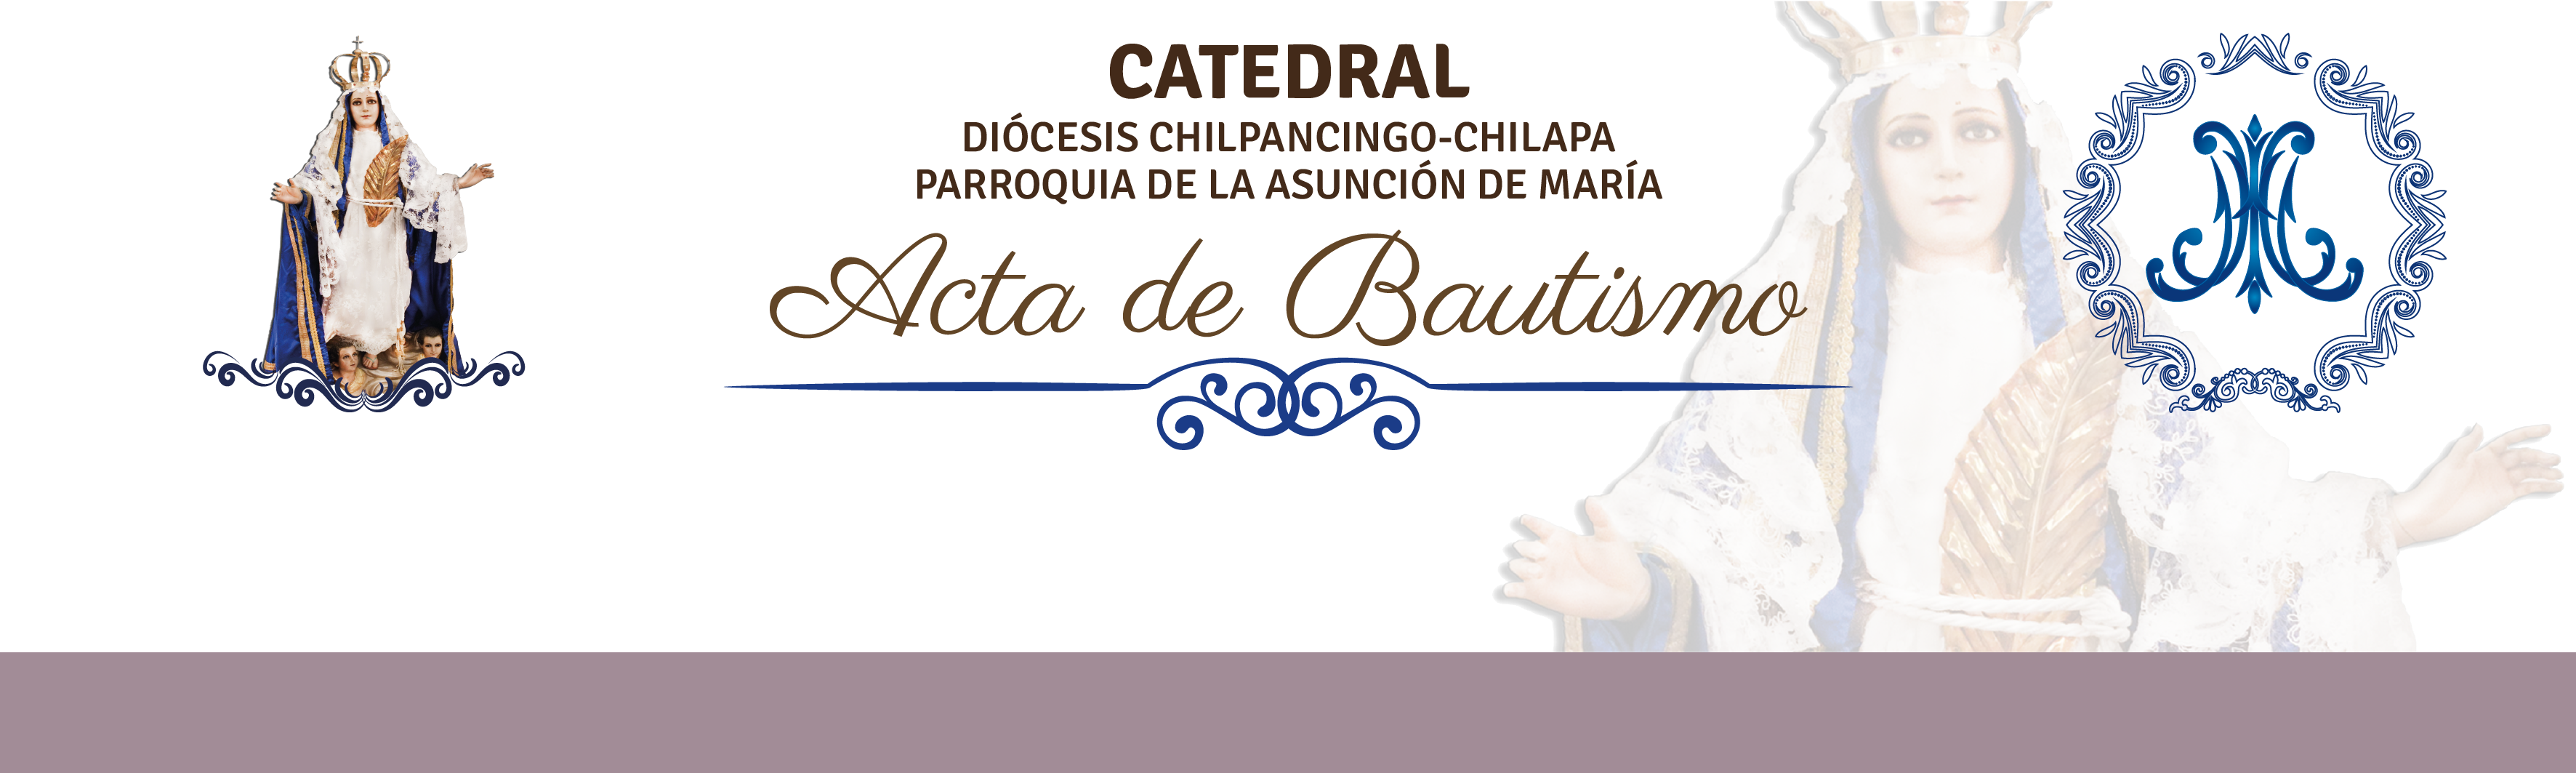 CATEDRAL
DIÓCESIS CHILPANCINGO-CHILAPA
PARROQUIA DE LA ASUNCIÓN DE MARÍA
Acta de Bautismo